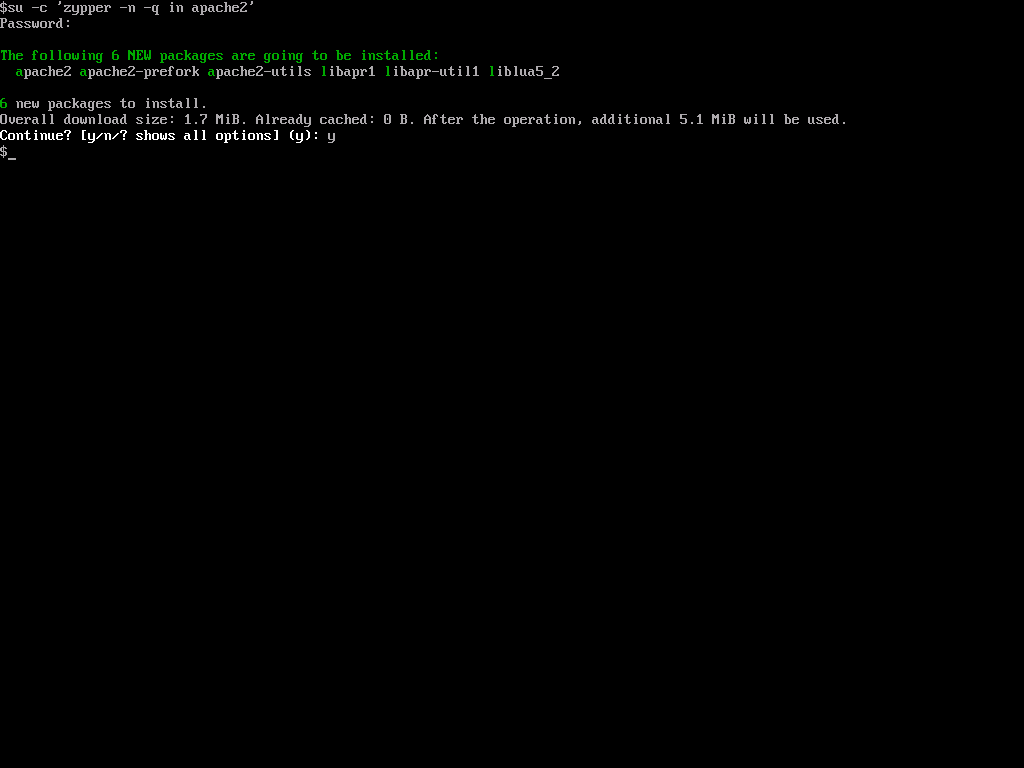 $su -c 'zypper -n -q in apache2'
Password:
The following 6 NEW packages are going to be installed:
apache2 apache2-prefork apache2-utils libapr1 libapr-util1 liblua5_2
6 new packages to install.
Overall download size: 1.7 MiB. Already cached: 0 B. After the operation, additional 5.1 MiB will be used.
Continue? [y/n/? shows all options] (y): y
$_